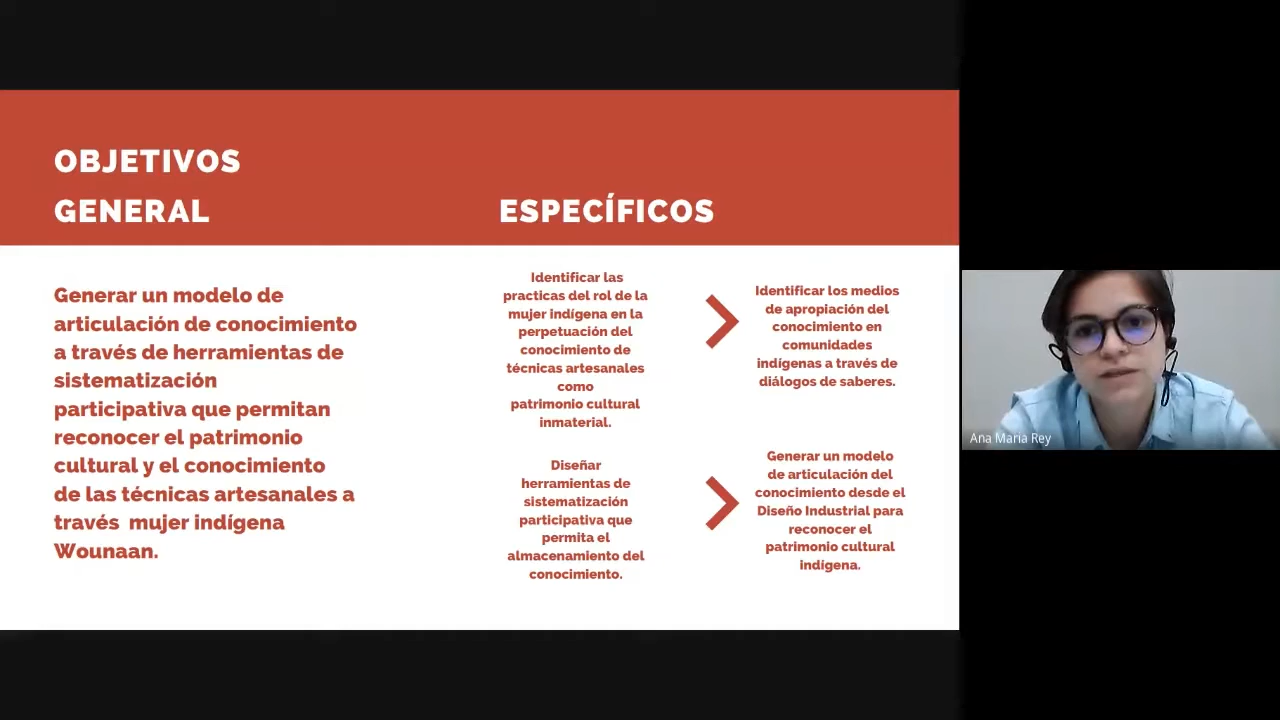 OBJETIVOS
GENERAL
ESPECÍFICOS
Generar un modelo de
articulación de conocimiento
a través de herramientas de
sistematización
participativa que permitan
reconocer el patrimonio
cultural y el conocimiento
de las técnicas artesanales a
través  mujer indígena
Wounaan.
Identificar las
practicas del rol de la
mujer indígena en la
perpetuación del
conocimiento de
técnicas artesanales
como
patrimonio cultural
inmaterial.
Identificar los medios
de apropiación del
conocimiento en
comunidades
indígenas a través de
diálogos de saberes.
Diseñar
herramientas de
sistematización
participativa que
permita el
almacenamiento del
conocimiento.
Generar un modelo
de articulación del
conocimiento desde el
Diseño Industrial para
reconocer el
patrimonio cultural
indígena.
Ana Maria Rey